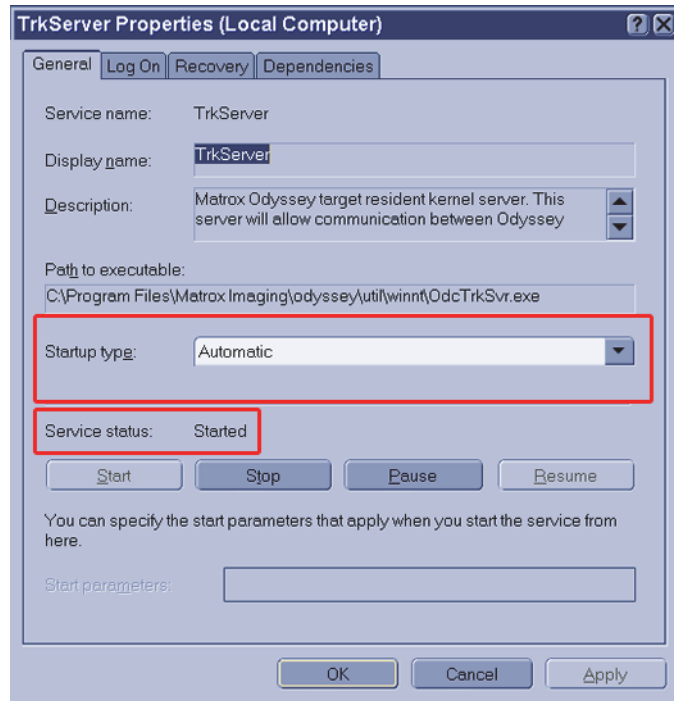 TrkServer Properties (Local Computer)
General Log On Recovery Dependencies
Service name: TrkServer
Display name: TrkServer
Description: Matrox Odyssey target resident kernel server. This
server will allow communication between Odyssey
Path to executable:
C:\Program Files\Matrox Imaging\odyssey\util\winnt\OdcTrkSvr.exe
Startup type: Automatic
Service status: Started
Start Stop Pause Resume
You can specify the start parameters that apply when you start the service from
here.
Start parameters:
OK Cancel Apply